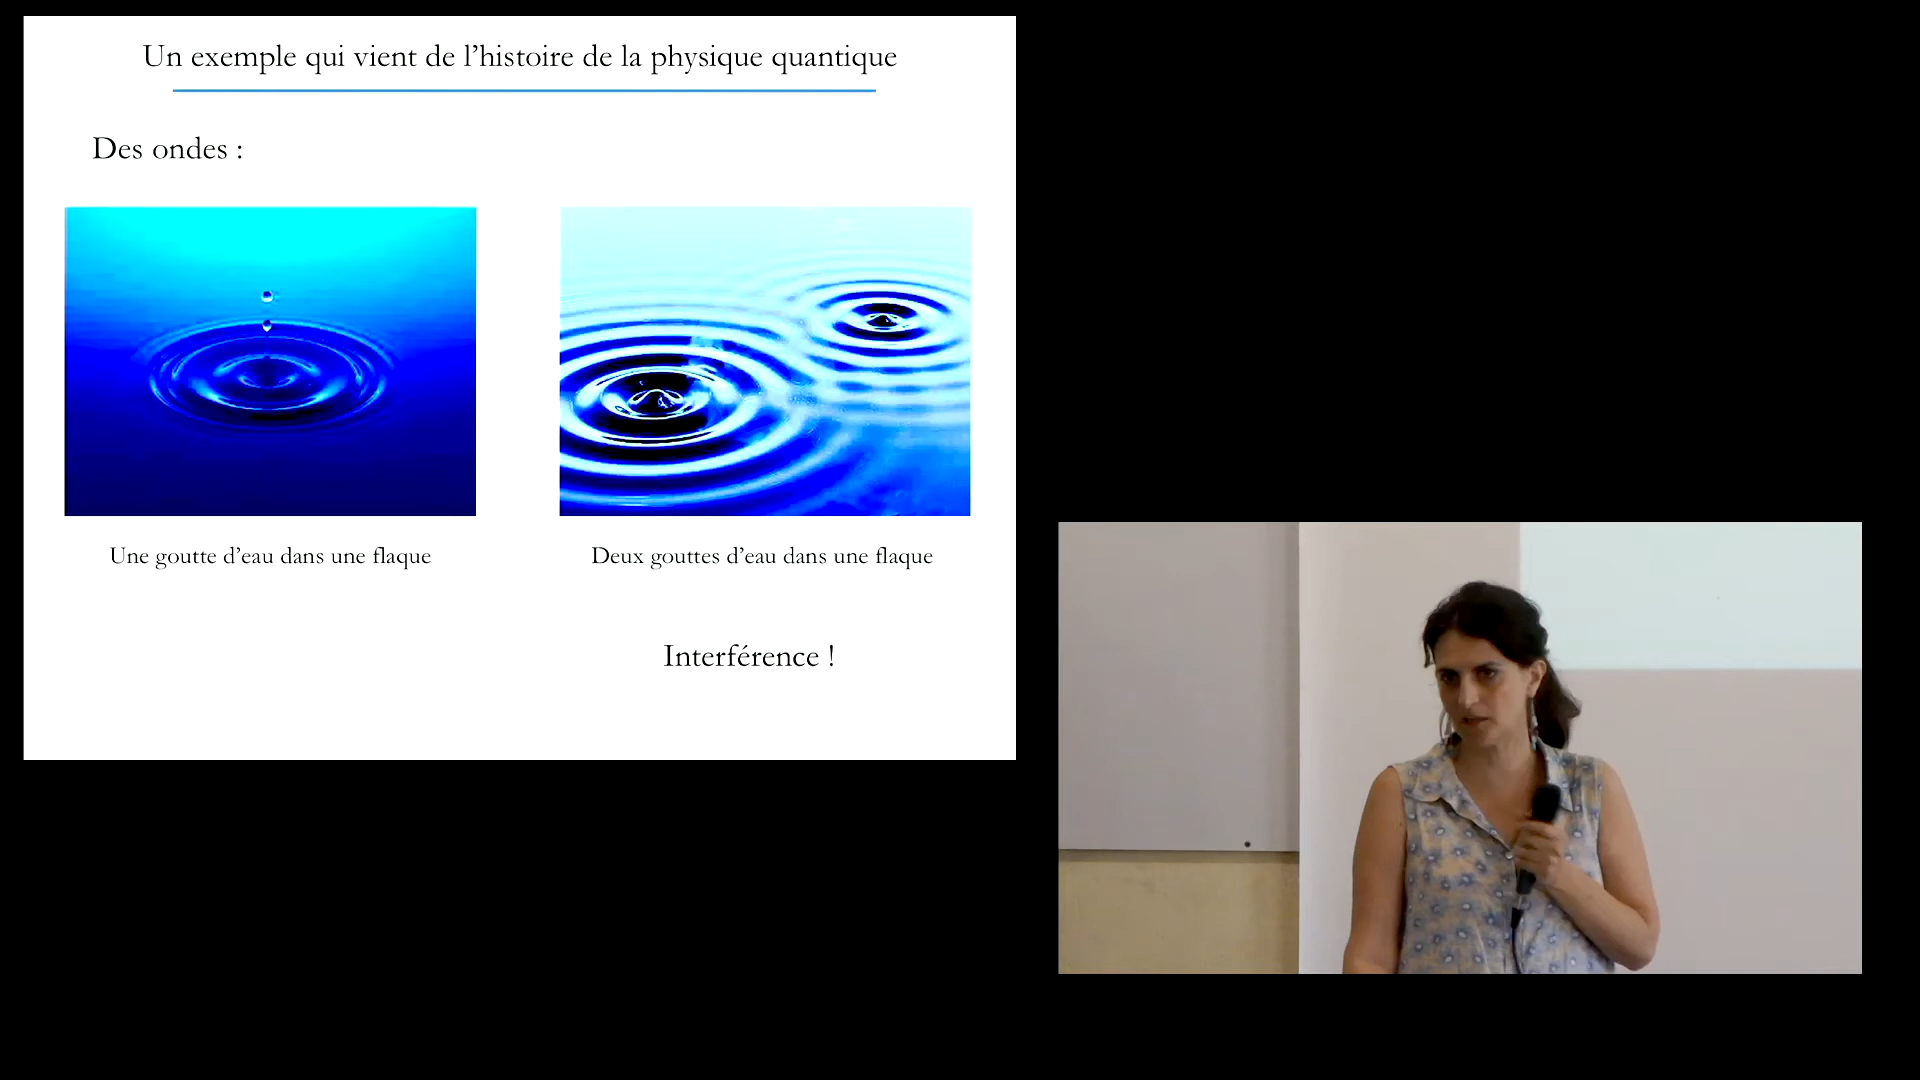 Un exemple qui vient de l’histoire de la physique quantique
Des ondes :
Une goutte d’eau dans une flaque
Deux gouttes d’eau dans une flaque
Interférence !